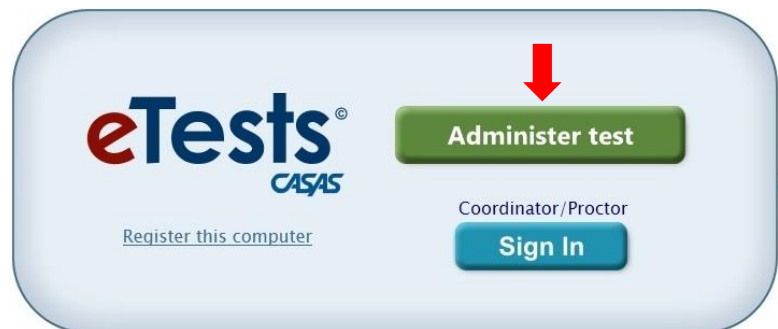 eTests©
CASAS
Register this computer
Administer test
Coordinator/Proctor
Sign In